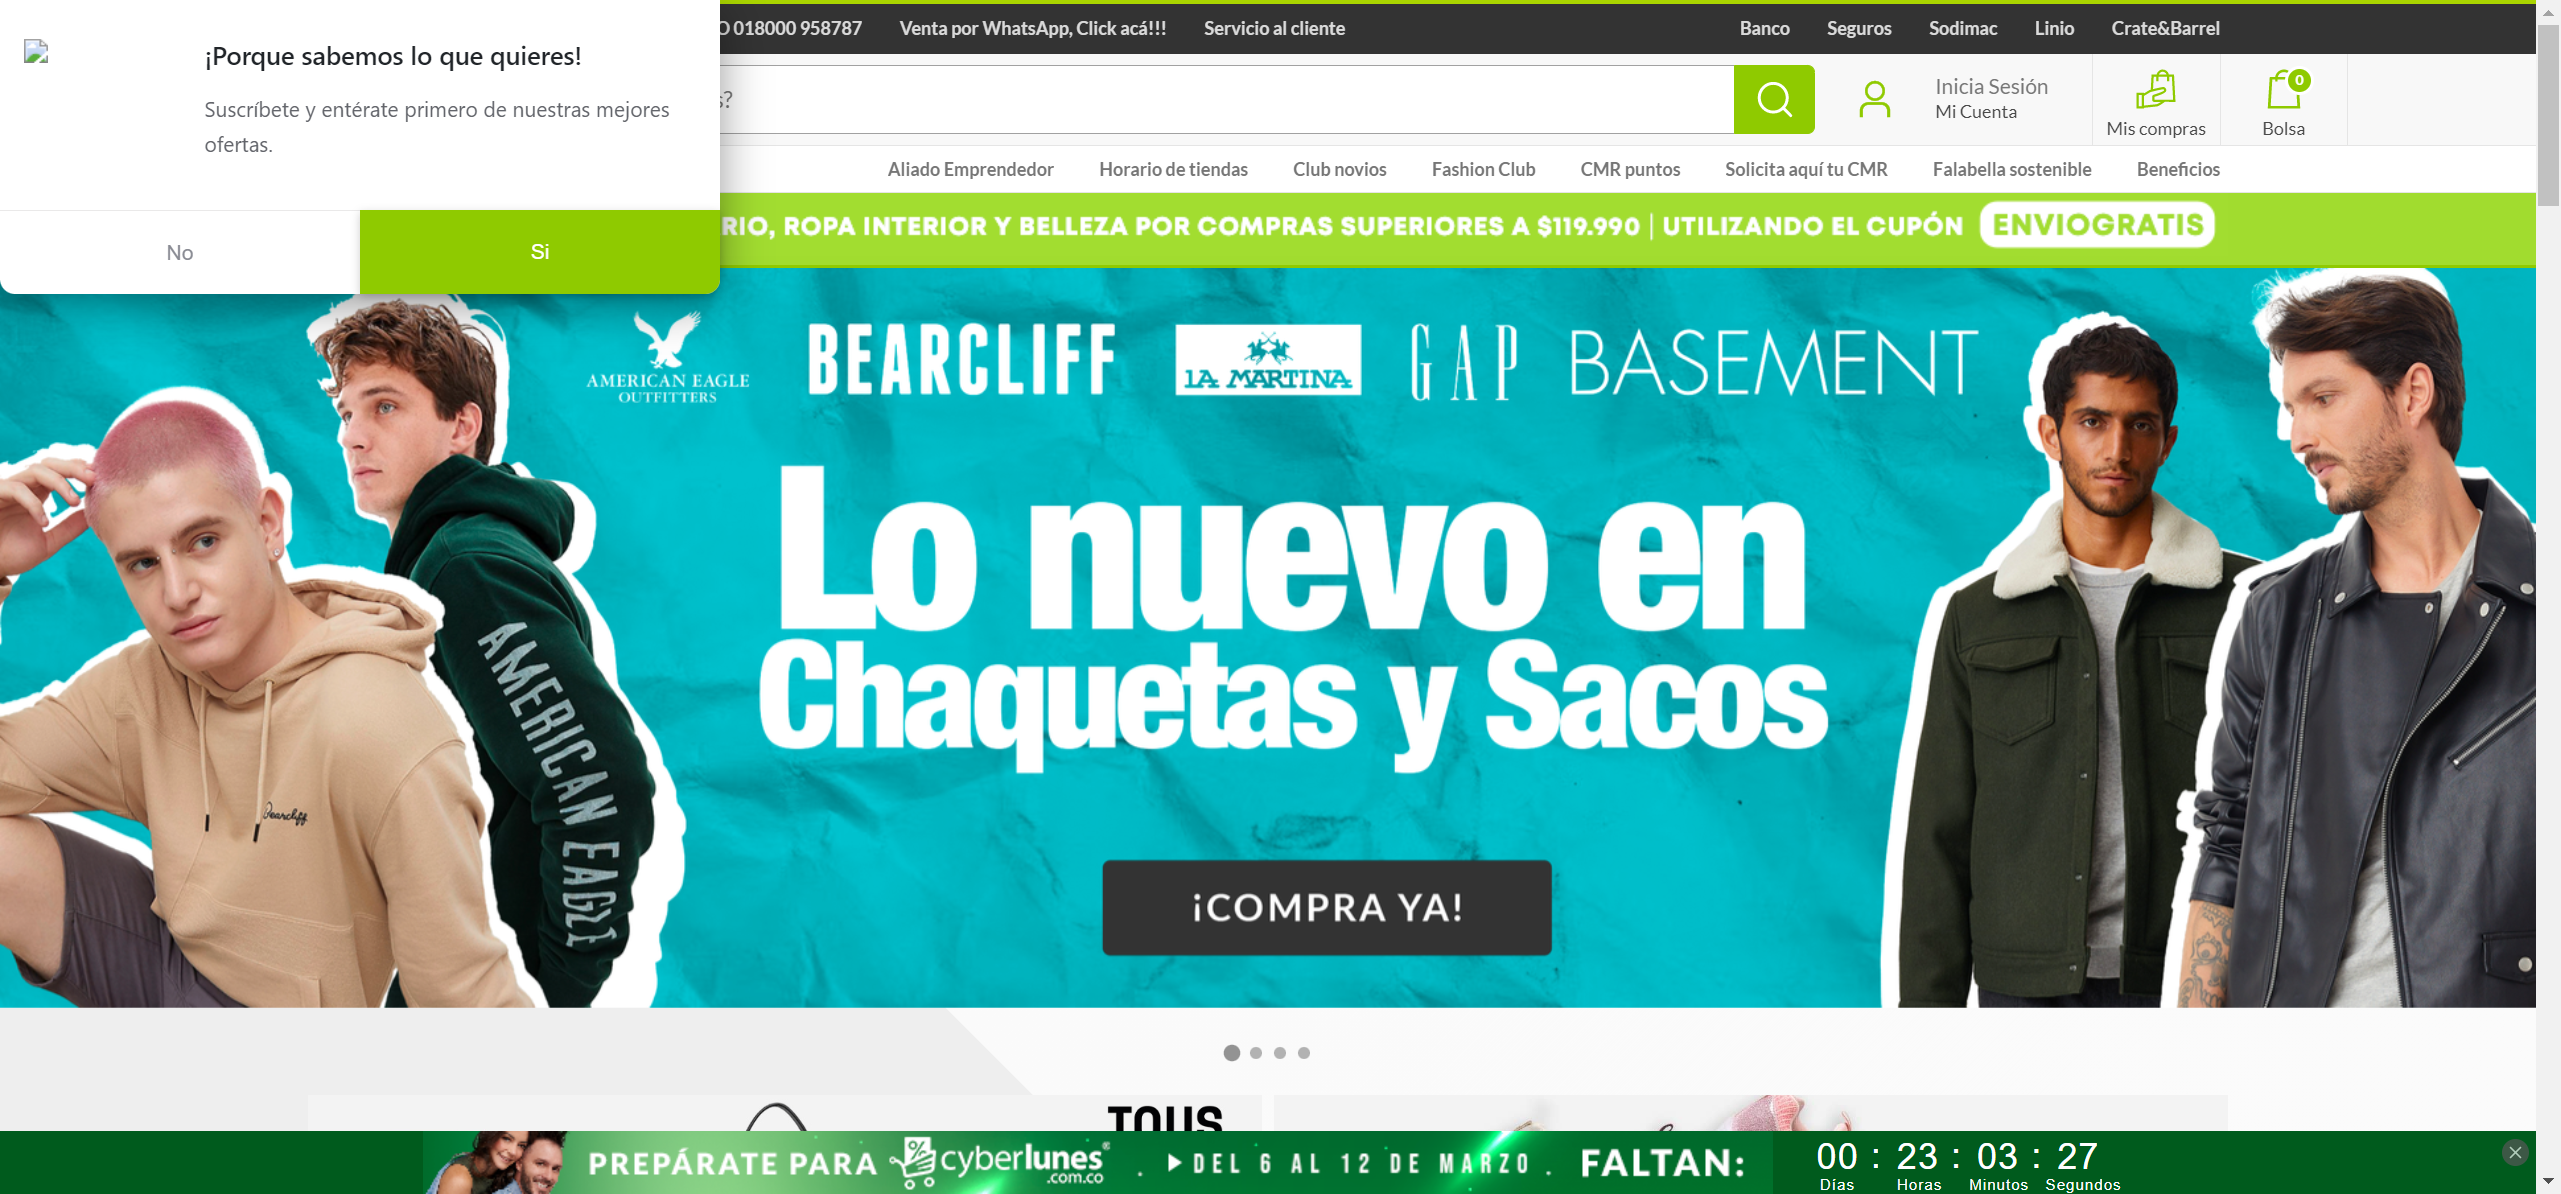 ¡Porque sabemos lo que quieres!
Suscríbete y entérate primero de nuestras mejores
ofertas.
No
Si
018000 958787
Venta por WhatsApp, Click acá!!!
Servicio al cliente
Banco
Seguros
Sodimac
Linio
Crate&Barrel
Inicia Sesión
Mi Cuenta
Mis compras
0
Bolsa
Aliado Emprendedor
Horario de tiendas
Club novios
Fashion Club
CMR puntos
Solicita aquí tu CMR
Falabella sostenible
Beneficios
RIO, ROPA INTERIOR Y BELLEZA POR COMPRAS SUPERIORES A $119.990 | UTILIZANDO EL CUPÓN ENVIOGRATIS
AMERICAN EAGLE
OUTFITTERS
BEARCLIFF
LA MARTINA
GAP
BASEMENT
Lo nuevo en
Chaquetas y Sacos
AMERICAN EAGLE
Bearcliff
¡COMPRA YA!
TOUS
PREPÁRATE PARA
cyberlunes®
.com.co
DEL 6 AL 12 DE MARZO
FALTAN:
00 : 23 : 03 : 27
Días Horas Minutos Segundos